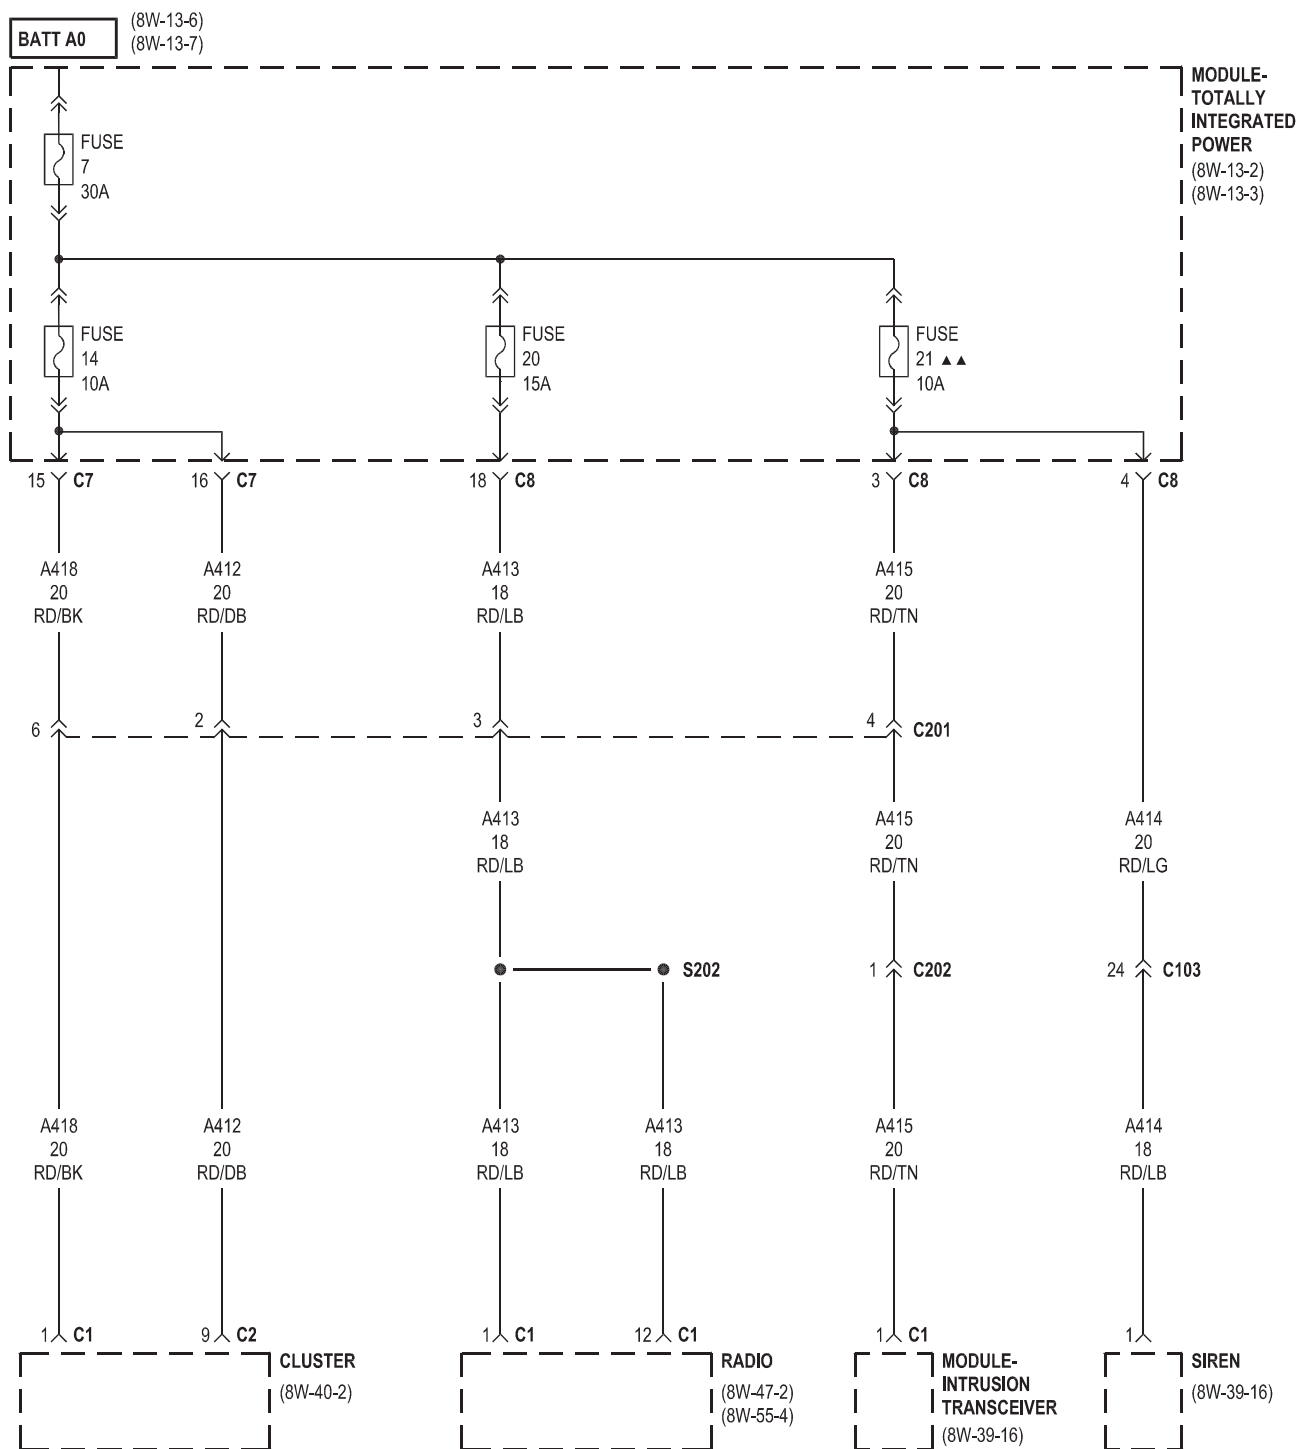 BATT A0
(8W-13-6)
(8W-13-7)
MODULE-
TOTALLY
INTEGRATED
POWER
(8W-13-2)
(8W-13-3)
FUSE
7
30A
FUSE
14
10A
FUSE
20
15A
FUSE
21 ▲▲
10A
15 C7
16 C7
18 C8
3 C8
4 C8
A418
20
RD/BK
A412
20
RD/DB
A413
18
RD/LB
A415
20
RD/TN
6
2
3
4
C201
A413
18
RD/LB
A415
20
RD/TN
A414
20
RD/LG
S202
1 C202
24 C103
A418
20
RD/BK
A412
20
RD/DB
A413
18
RD/LB
A413
18
RD/LB
A415
20
RD/TN
A414
18
RD/LB
1 C1
9 C2
1 C1
12 C1
1 C1
1
CLUSTER
(8W-40-2)
RADIO
(8W-47-2)
(8W-55-4)
MODULE-
INTRUSION
TRANSCEIVER
(8W-39-16)
SIREN
(8W-39-16)